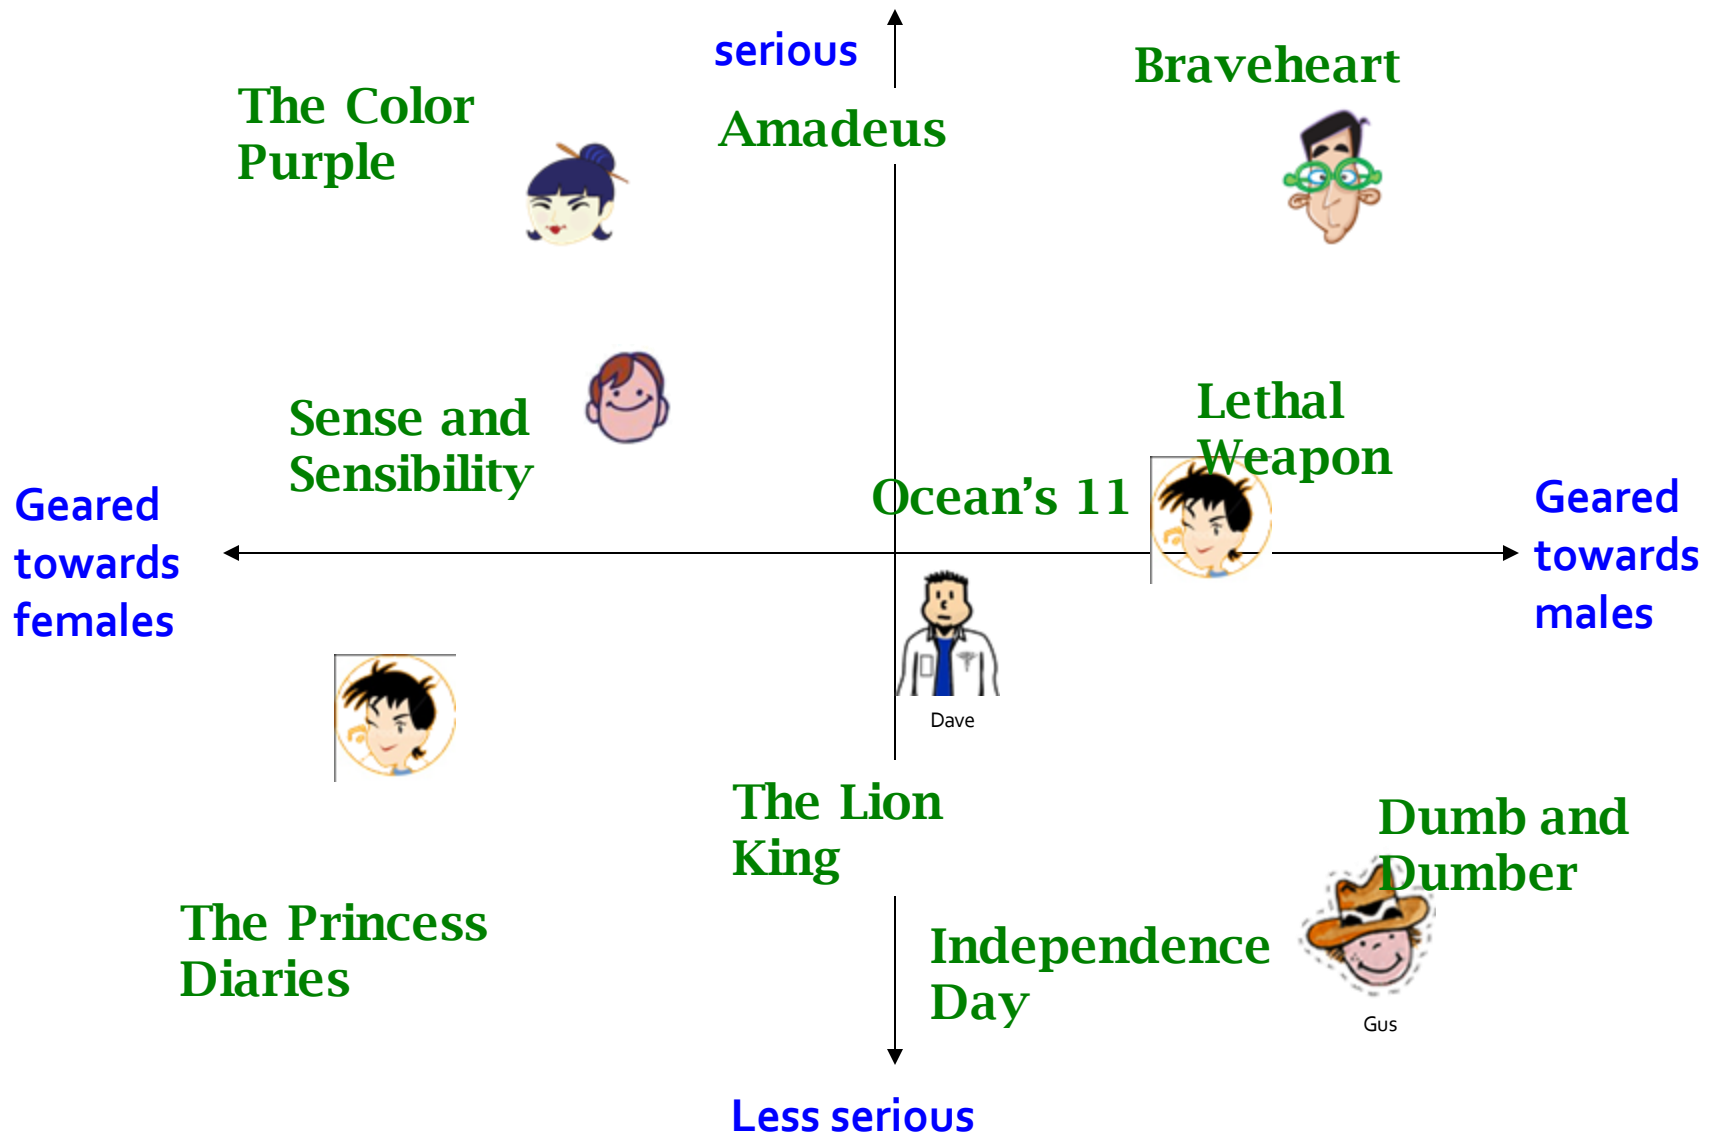 serious
Braveheart
The Color
Purple
Amadeus
Sense and
Sensibility
Lethal
Weapon
Ocean’s 11
Geared
towards
females
Geared
towards
males
Dave
The Lion
King
Dumb and
Dumber
The Princess
Diaries
Independence
Day
Gus
Less serious